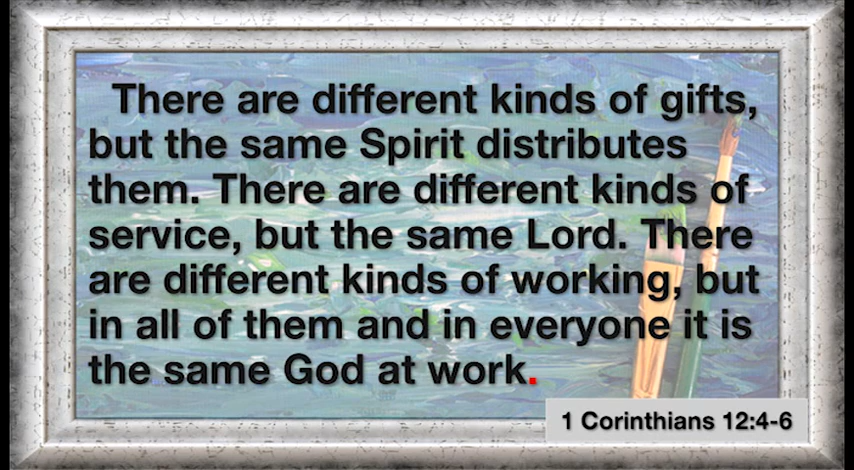 There are different kinds of gifts,
but the same Spirit distributes
them. There are different kinds of
service, but the same Lord. There
are different kinds of working, but
in all of them and in everyone it is
the same God at work.
1 Corinthians 12:4-6